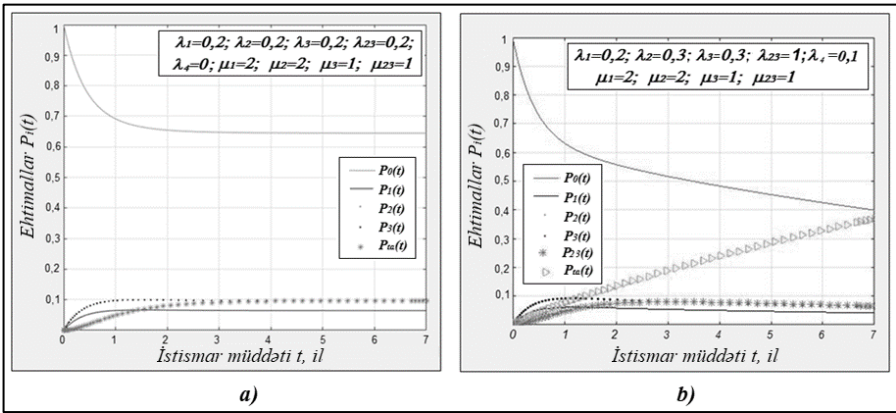 λ1=0,2; λ2=0,2; λ3=0,2; λ23=0,2;
λ4=0; μ1=2; μ2=2; μ3=1; μ23=1
Ehtimallar Pi(t)
1
0,9
0,8
0,7
0,6
0,5
0,4
0,3
0,2
0,1
P0(t)
P1(t)
P2(t)
P3(t)
Pta(t)
0 1 2 3 4 5 6 7
İstismar müddəti t, il
a)
λ1=0,2; λ2=0,3; λ3=0,3; λ23=1; λ4=0,1
μ1=2; μ2=2; μ3=1; μ23=1
Ehtimallar Pi(t)
1
0,9
0,8
0,7
0,6
0,5
0,4
0,3
0,2
0,1
P0(t)
P1(t)
P2(t)
P3(t)
P23(t)
Pta(t)
0 1 2 3 4 5 6 7
İstismar müddəti t, il
b)